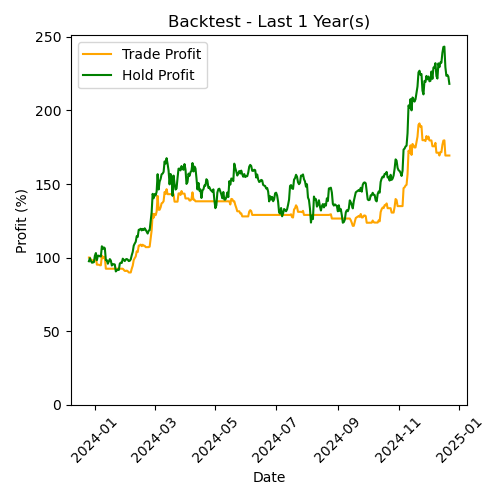 Backtest - Last 1 Year(s)
Trade Profit
Hold Profit
Profit (%)
250
200
150
100
50
0
2024-01
2024-03
2024-05
2024-07
2024-09
2024-11
2025-01
Date